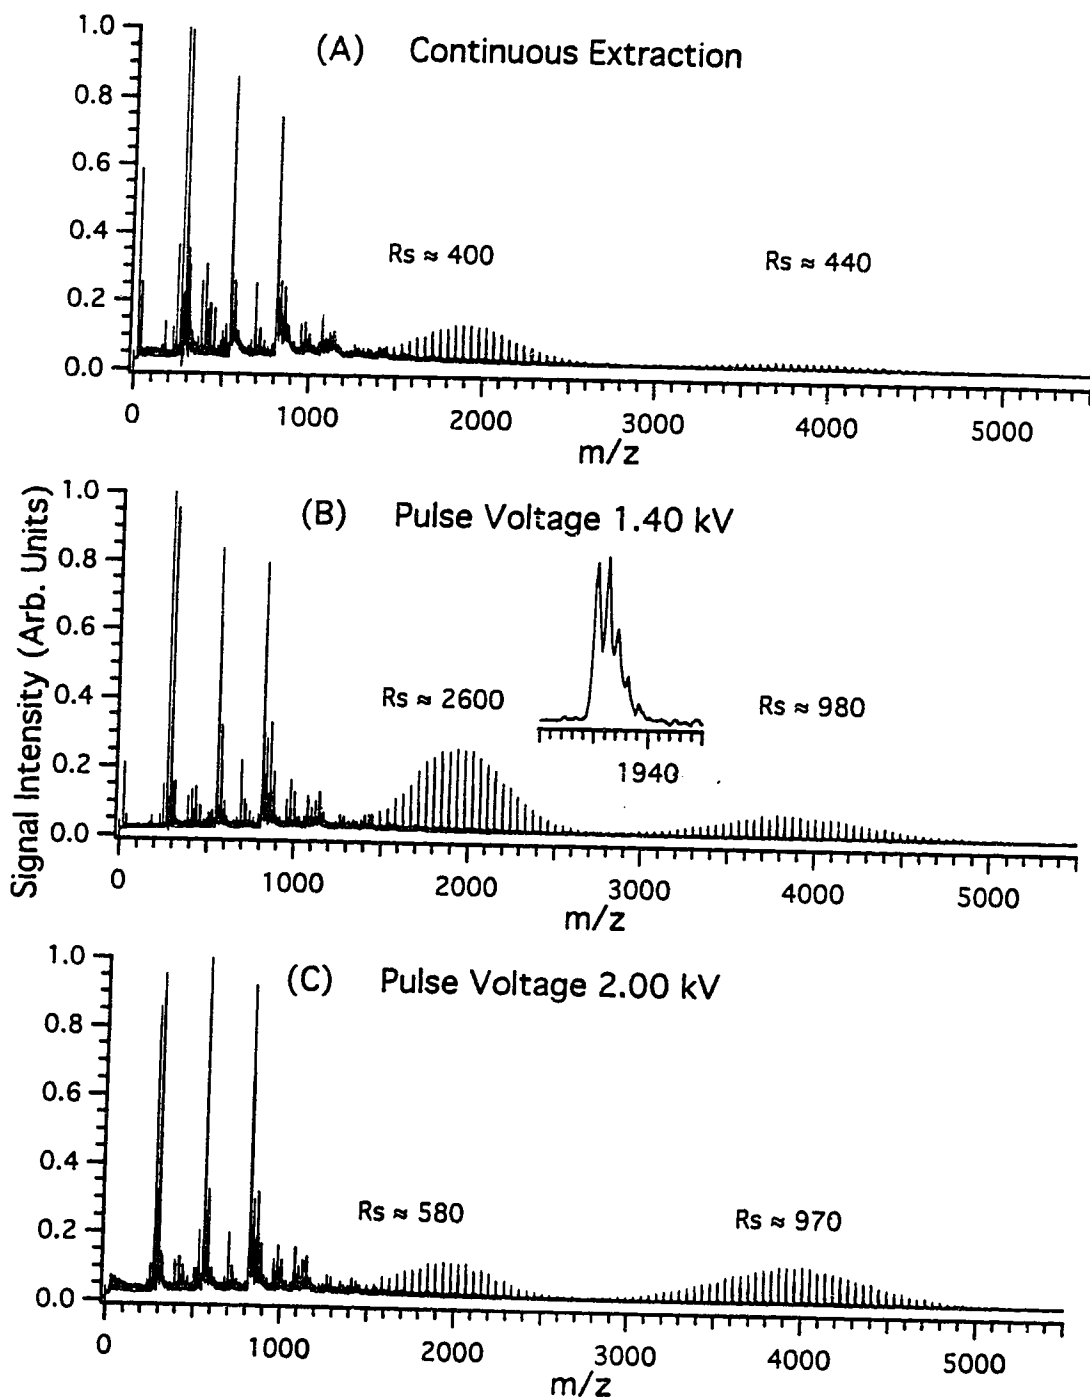 (A) Continuous Extraction
1.0
0.8
0.6
0.4
0.2
0.0
Rs ≈ 400
Rs ≈ 440
0 1000 2000 3000 4000 5000
m/z
Signal Intensity (Arb. Units)
(B) Pulse Voltage 1.40 kV
1.0
0.8
0.6
0.4
0.2
0.0
Rs ≈ 2600
Rs ≈ 980
1940
0 1000 2000 3000 4000 5000
m/z
(C) Pulse Voltage 2.00 kV
1.0
0.8
0.6
0.4
0.2
0.0
Rs ≈ 580
Rs ≈ 970
0 1000 2000 3000 4000 5000
m/z